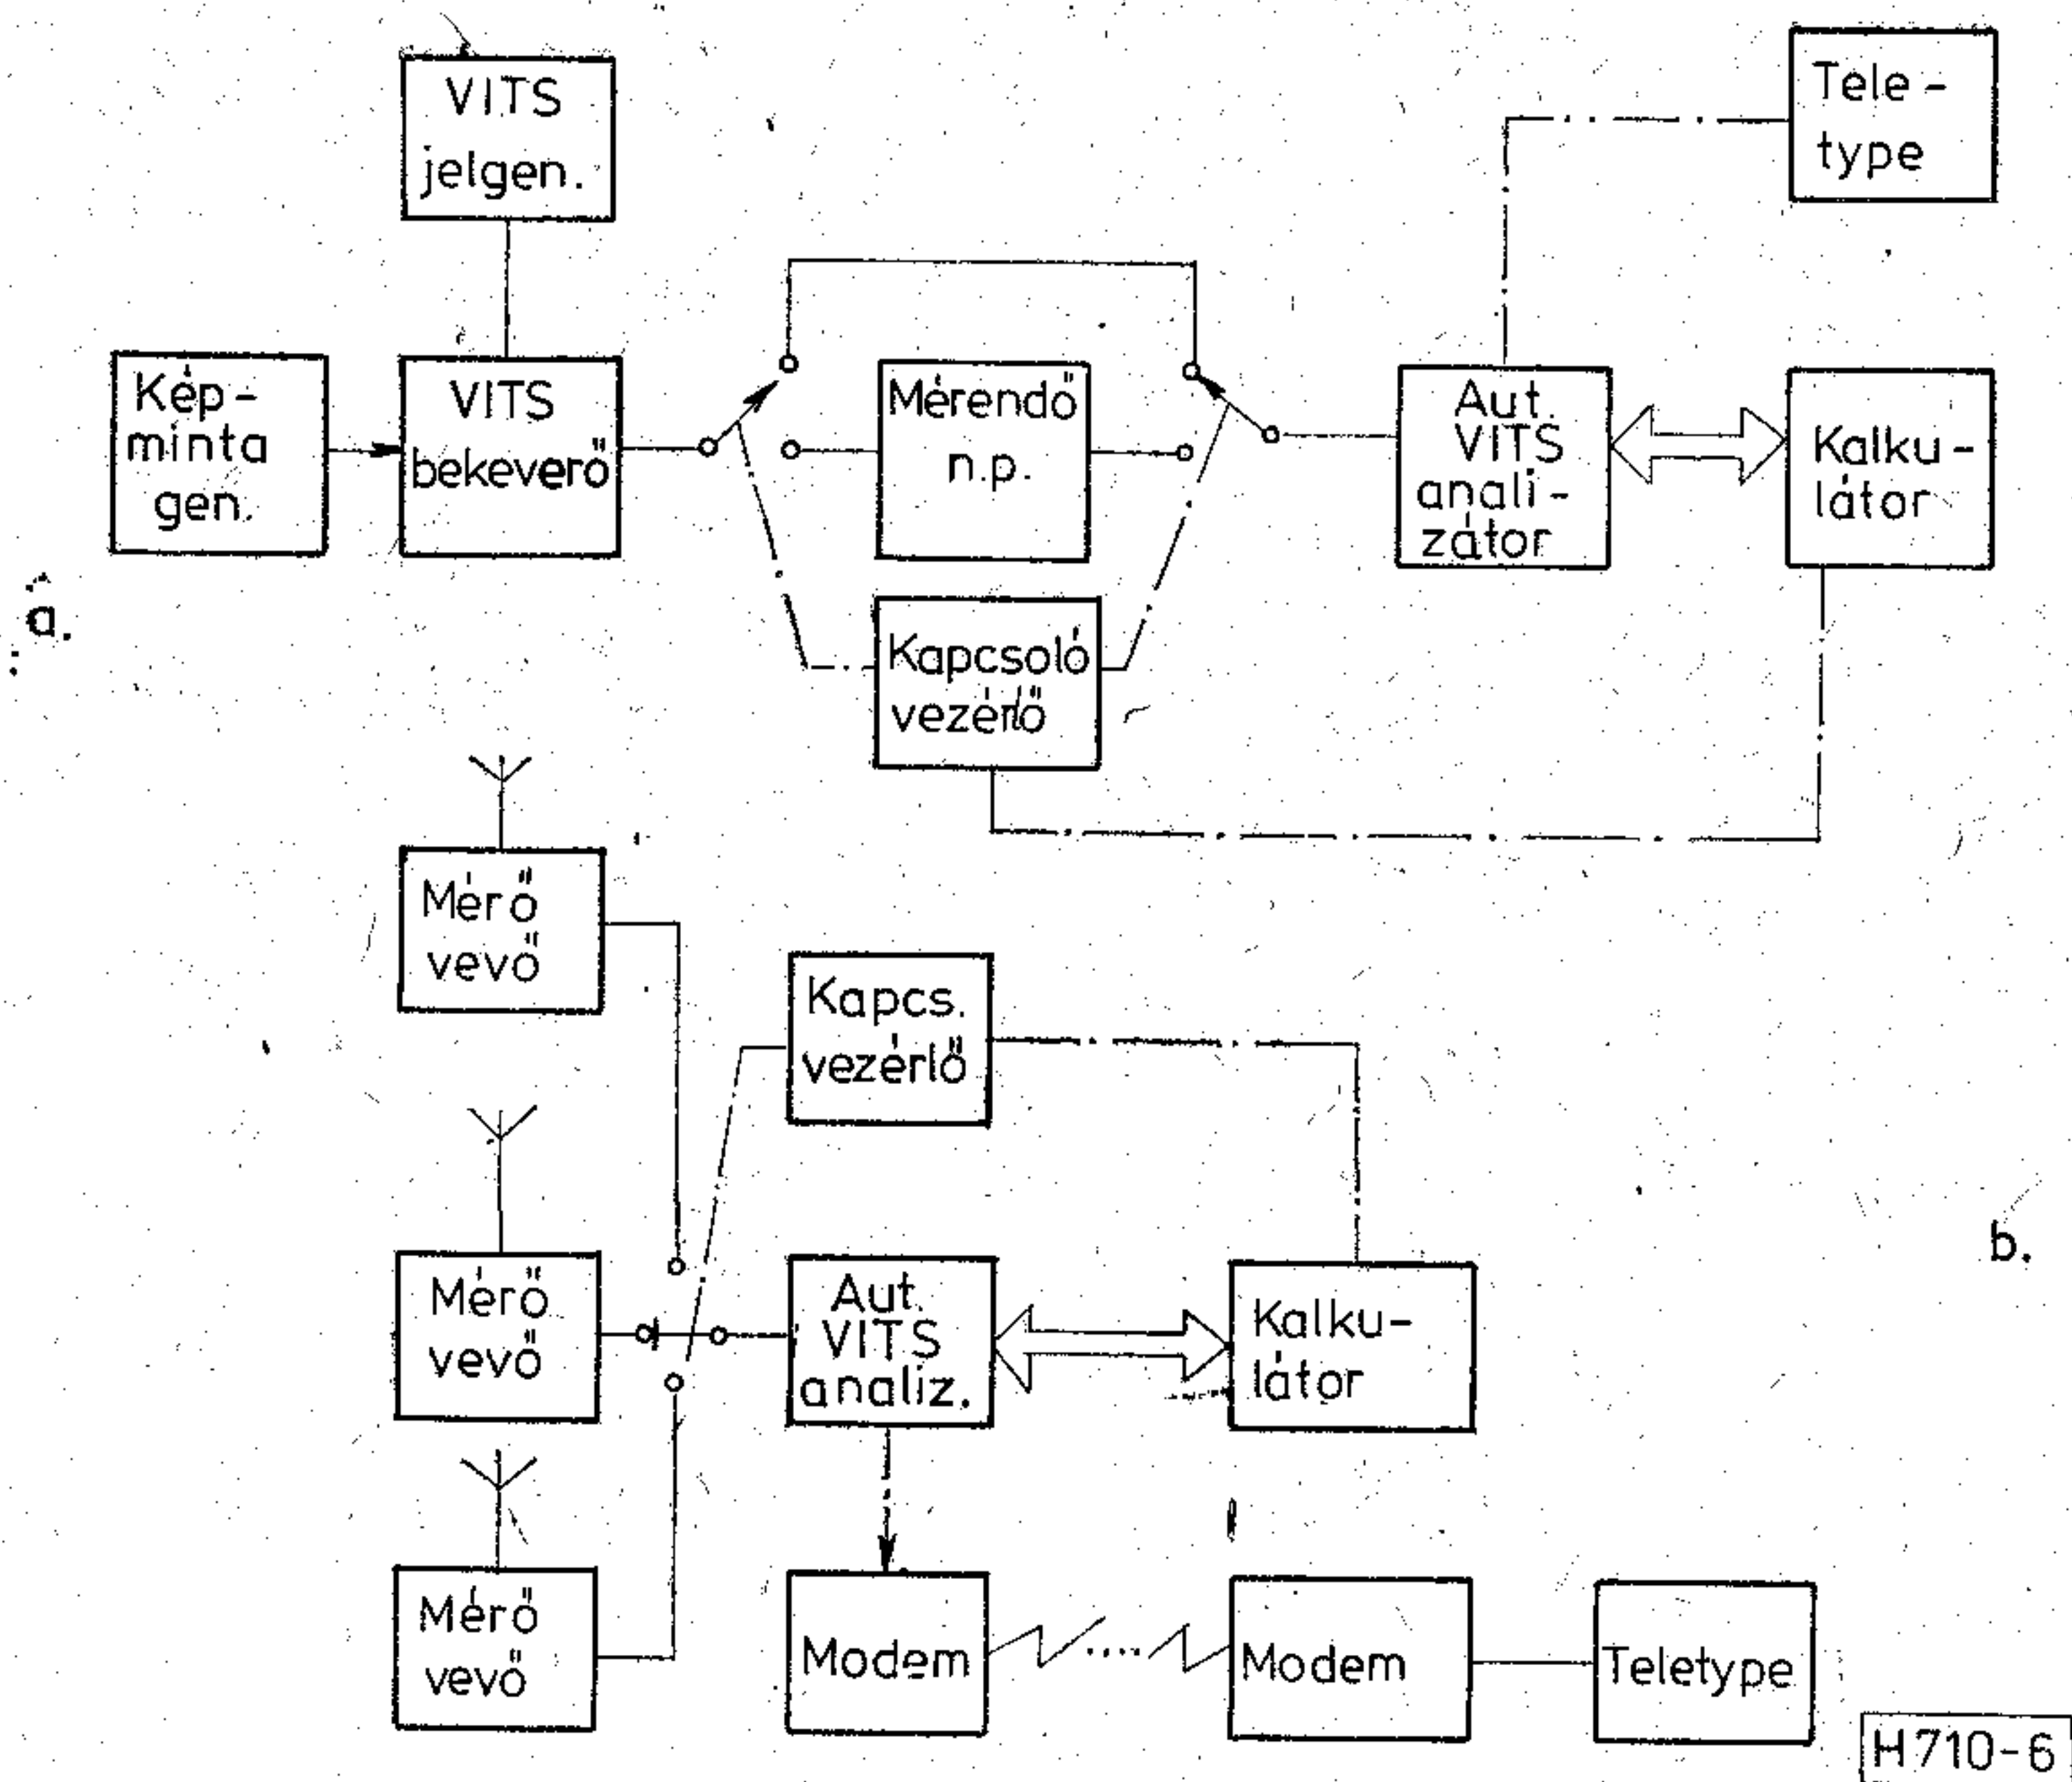 VITS
jelgen.
Tele-
type
Kép-
minta
gen.
VITS
bekeverő
Mérendő
n.p.
Aut.
VITS
anali-
zátor
Kalku-
látor
a.
Kapcsoló
vezérlő
Mérő
vevő
Kapcs.
vezérlő
Mérő
vevő
Aut.
VITS
analiz.
Kalku-
látor
b.
Mérő
vevő
Modem
Modem
Teletype
H710-6